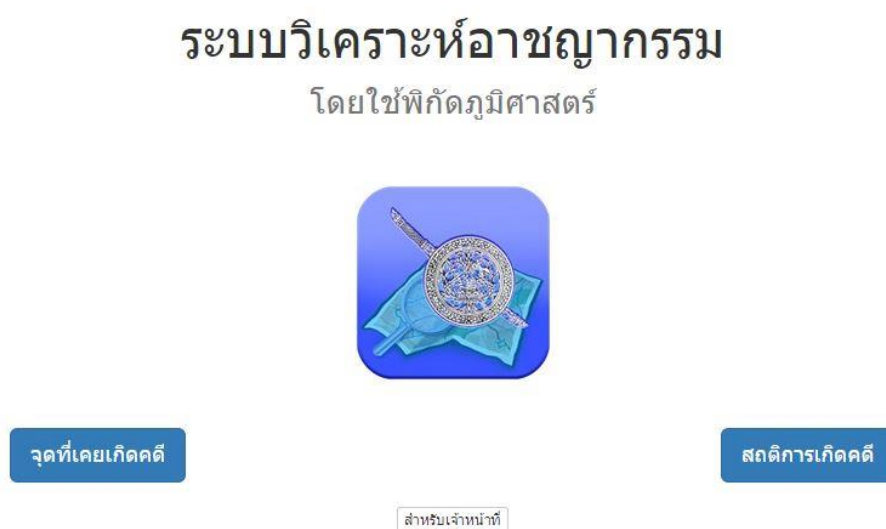 ระบบวิเคราะห์อาชญากรรม
โดยใช้พิกัดภูมิศาสตร์
จุดที่เคยเกิดคดี
สถติการเกิดคดี
สำหรับเจ้าหน้าที่